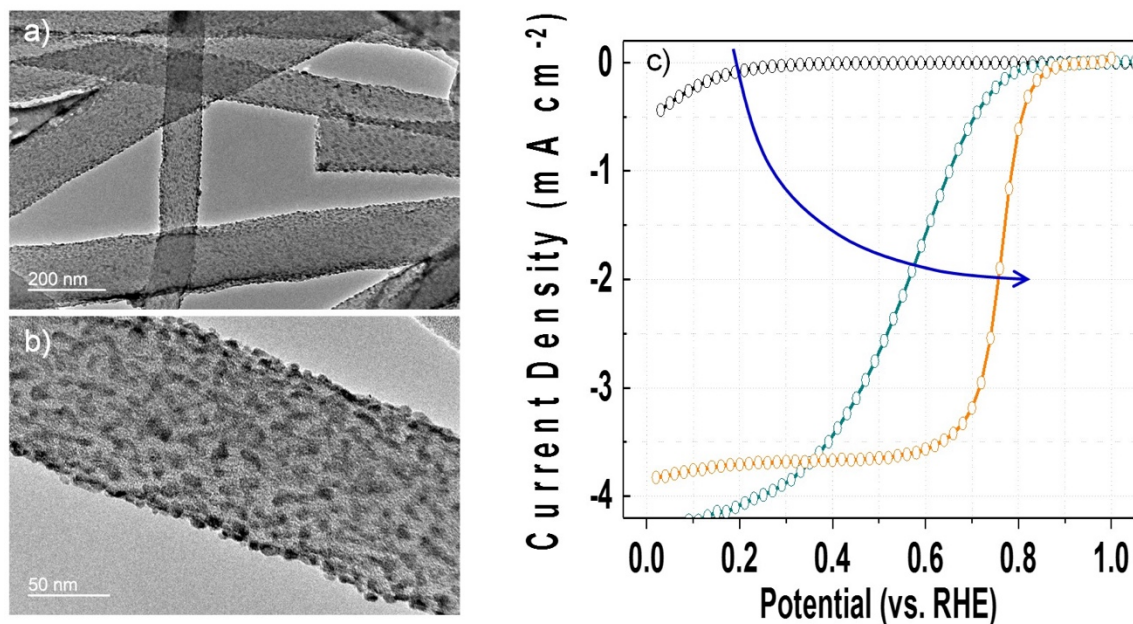 a)
200 nm
b)
50 nm
c)
Current Density (mA cm-2)
0
-1
-2
-3
-4
0.0 0.2 0.4 0.6 0.8 1.0
Potential (vs. RHE)